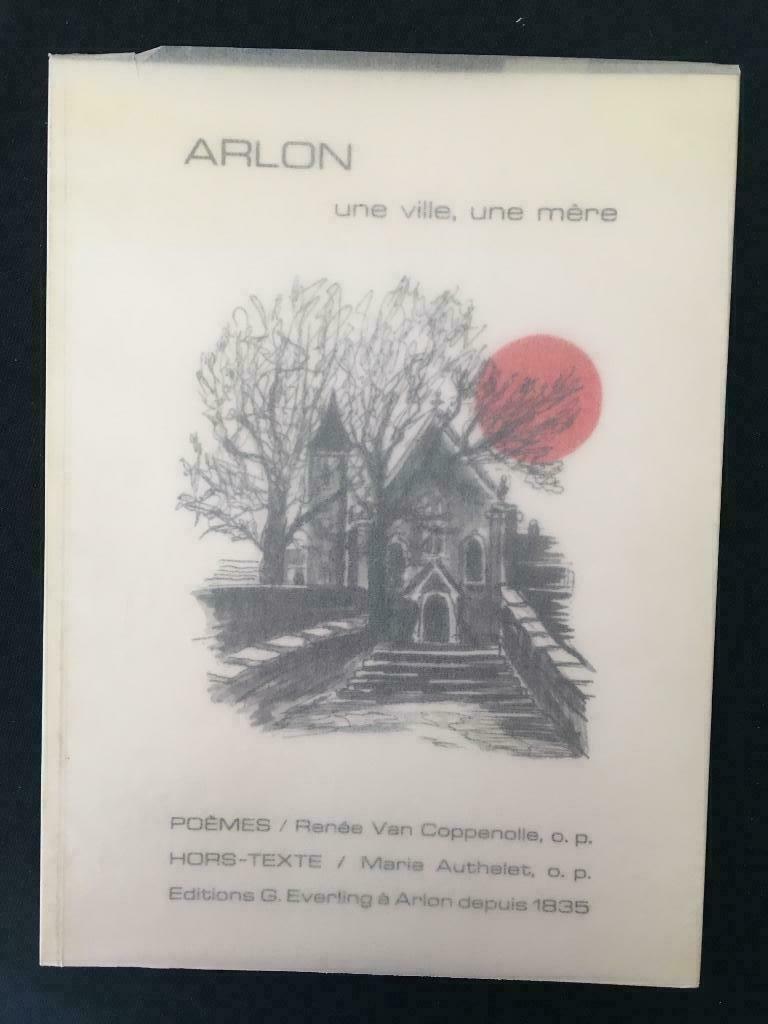 ARLON
une ville, une mère
POÈMES / Renée Van Coppenolle, o. p.
HORS-TEXTE / Marie Authelet, o. p.
Editions G. Everling à Arlon depuis 1835